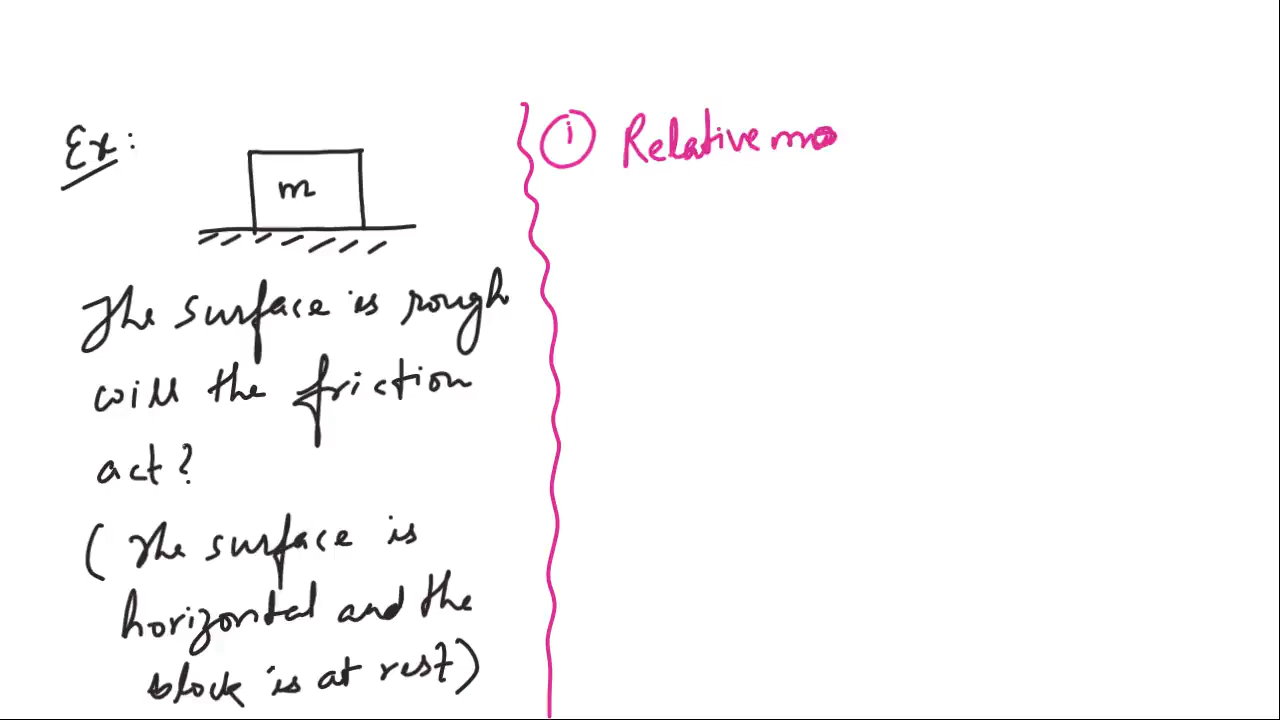 Ex:
m
The surface is rough
will the friction
act?
(The surface is
horizontal and the
block is at rest)
i Relative mo